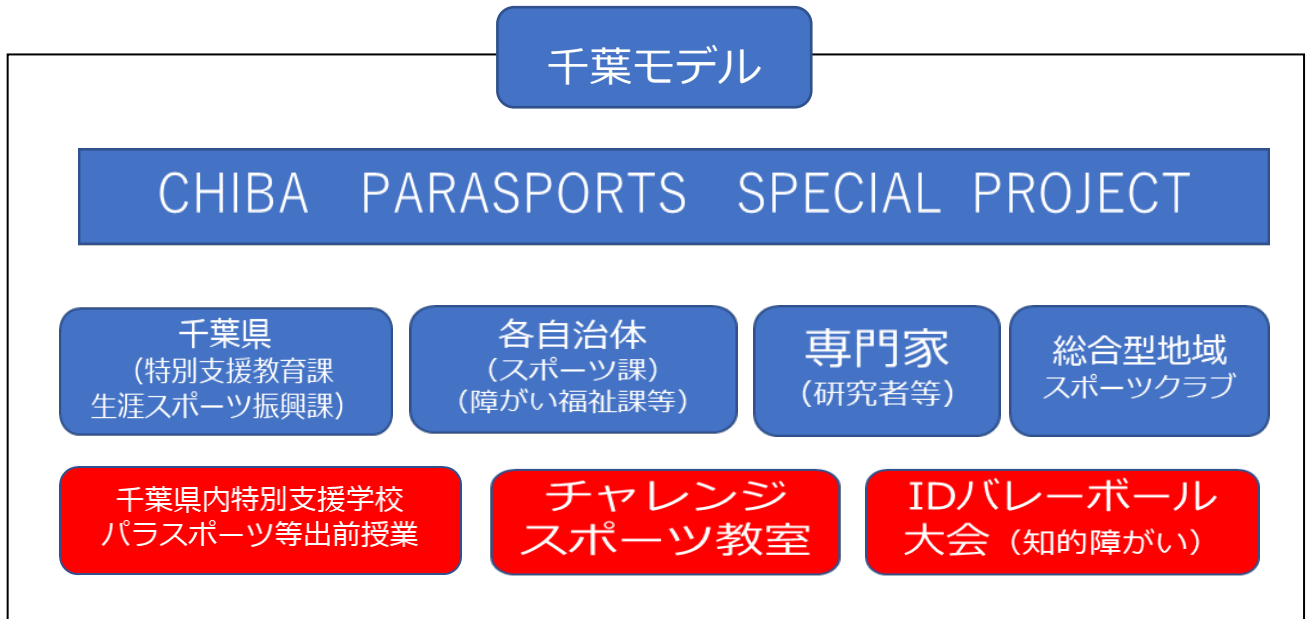 千葉モデル
CHIBA PARASPORTS SPECIAL PROJECT
千葉県
(特別支援教育課
生涯スポーツ振興課)
各自治体
(スポーツ課)
(障がい福祉課等)
専門家
(研究者等)
総合型地域
スポーツクラブ
千葉県内特別支援学校
パラスポーツ等出前授業
チャレンジ
スポーツ教室
IDバレーボール
大会(知的障がい)